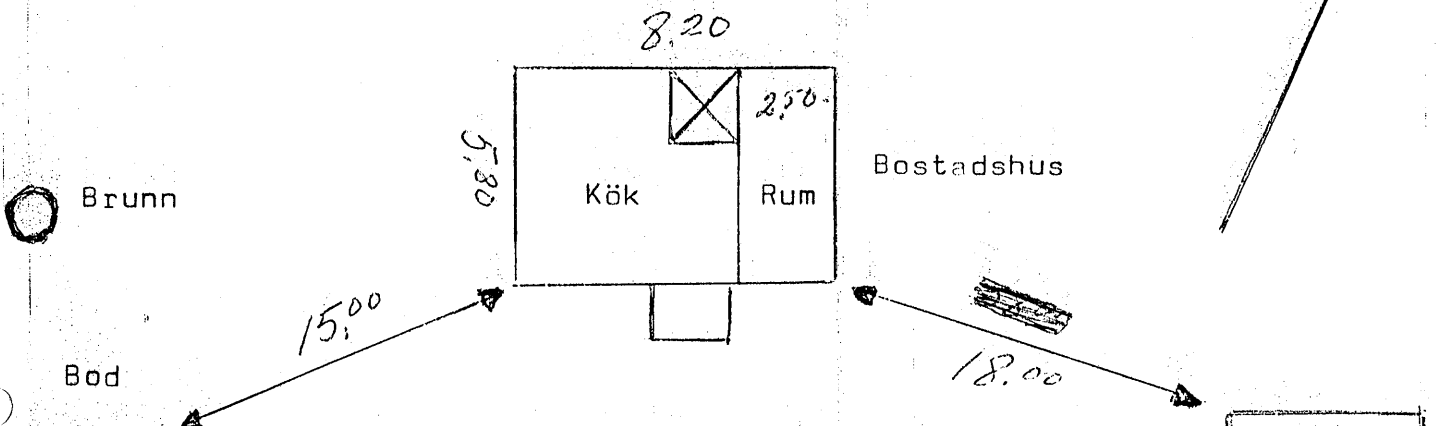 8,20
2,50
5,80
Brunn
Kök
Rum
Bostadshus
15,00
18,00
Bod